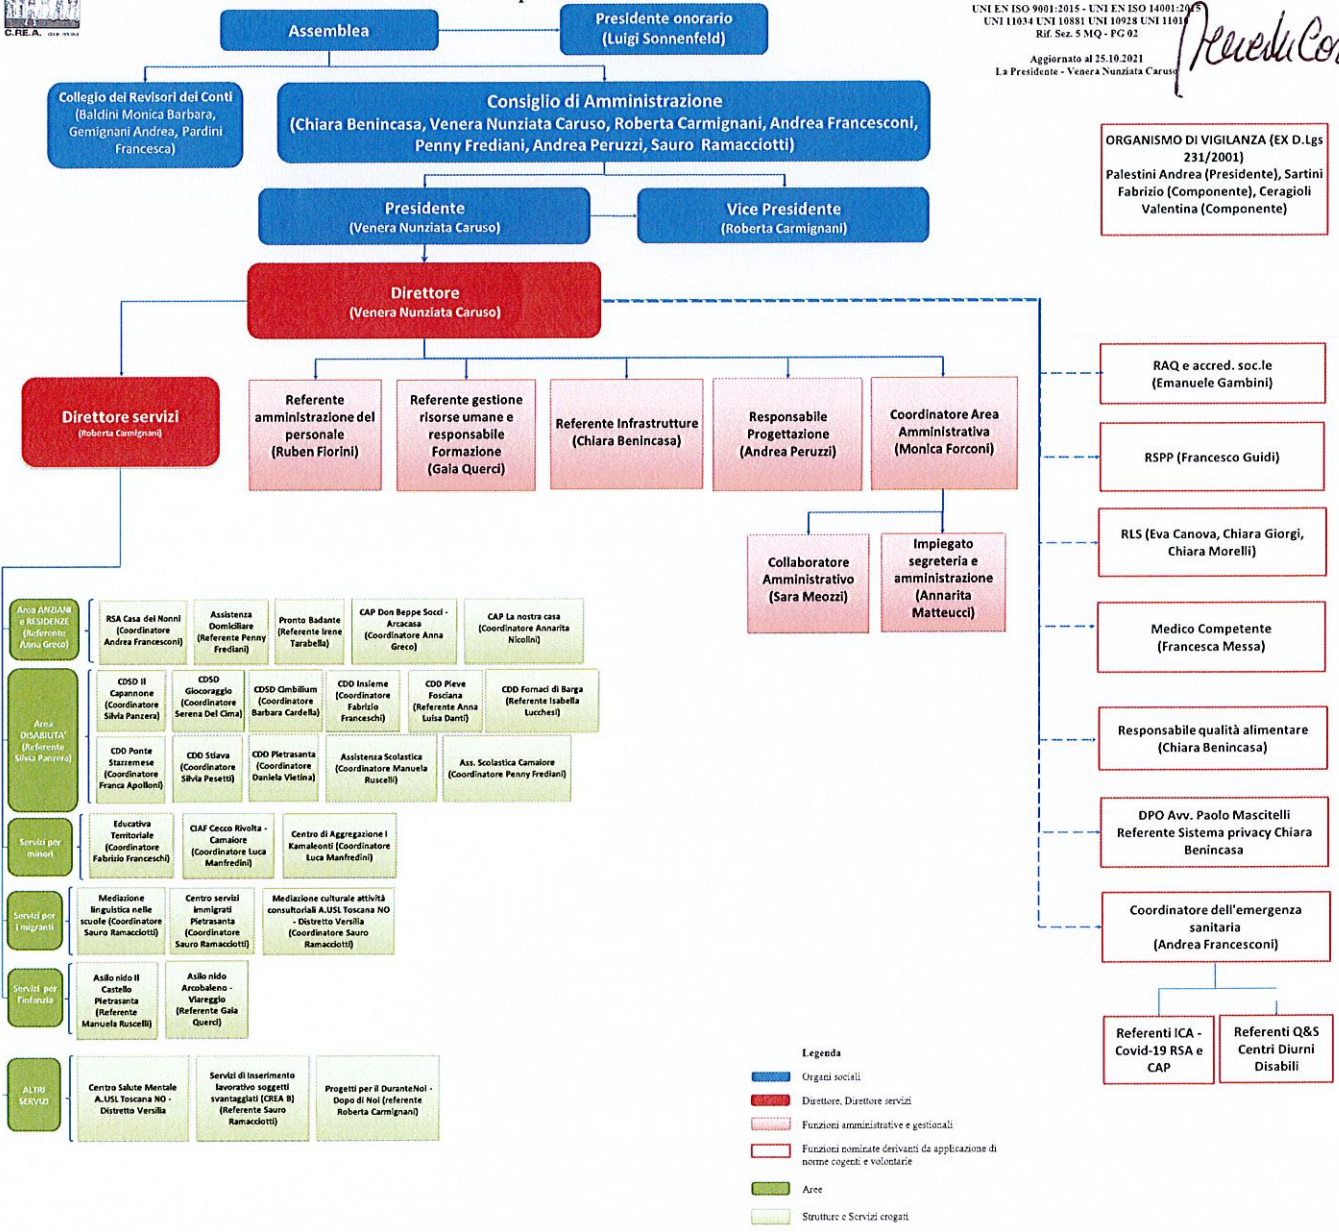 C.RE.A.
UNI EN ISO 9001:2015 - UNI EN ISO 14001:2015
UNI 11034 UNI 10881 UNI 10928 UNI 11010
Rif. Sez. 5 MQ - PG 02
Aggiornato al 25.10.2021
La Presidente - Venera Nunziata Caruso
Assemblea
Presidente onorario
(Luigi Sonnenfeld)
Collegio dei Revisori dei Conti
(Baldini Monica Barbara,
Gemignani Andrea, Pardini
Francesca)
Consiglio di Amministrazione
(Chiara Benincasa, Venera Nunziata Caruso, Roberta Carmignani, Andrea Francesconi,
Penny Frediani, Andrea Peruzzi, Sauro Ramacciotti)
ORGANISMO DI VIGILANZA (EX D.Lgs
231/2001)
Palestini Andrea (Presidente), Sartini
Fabrizio (Componente), Ceragioli
Valentina (Componente)
Presidente
(Venera Nunziata Caruso)
Vice Presidente
(Roberta Carmignani)
Direttore
(Venera Nunziata Caruso)
Direttore servizi
(Roberta Carmignani)
Referente
amministrazione del
personale
(Ruben Fiorini)
Referente gestione
risorse umane e
responsabile
Formazione
(Gaia Querci)
Referente Infrastrutture
(Chiara Benincasa)
Responsabile
Progettazione
(Andrea Peruzzi)
Coordinatore Area
Amministrativa
(Monica Forconi)
Collaboratore
Amministrativo
(Sara Meozzi)
Impiegato
segreteria e
amministrazione
(Annarita
Matteucci)
RAQ e accred. soc.le
(Emanuele Gambini)
RSPP (Francesco Guidi)
RLS (Eva Canova, Chiara Giorgi,
Chiara Morelli)
Medico Competente
(Francesca Messa)
Responsabile qualità alimentare
(Chiara Benincasa)
DPO Avv. Paolo Mascitelli
Referente Sistema privacy Chiara
Benincasa
Coordinatore dell'emergenza
sanitaria
(Andrea Francesconi)
Referenti ICA -
Covid-19 RSA e
CAP
Referenti Q&S
Centri Diurni
Disabili
Area ANZIANI
e RESIDENZE
(Referente
Anna Greco)
RSA Casa dei Nonni
(Coordinatore
Andrea Francesconi)
Assistenza
Domiciliare
(Referente Penny
Frediani)
Pronto Badante
(Referente Irene
Tarabella)
CAP Don Beppe Socci -
Arcacasa
(Coordinatore Anna
Greco)
CAP La nostra casa
(Coordinatore Annarita
Nicolini)
Area
DISABILITA'
(Referente
Silvia Panzera)
CDSD Il
Capannone
(Coordinatore
Silvia Panzera)
CDSD
Giocoraggio
(Coordinatore
Serena Del Cima)
CDSD Cimbilium
(Coordinatore
Barbara Cardella)
CDD Insieme
(Coordinatore
Fabrizio
Franceschi)
CDD Pieve
Fosciana
(Referente Anna
Luisa Danti)
CDD Fornaci di Barga
(Referente Isabella
Lucchesi)
CDD Ponte
Stazzemese
(Coordinatore
Franca Apolloni)
CDD Stiava
(Coordinatore
Silvia Pesetti)
CDD Pietrasanta
(Coordinatore
Daniela Vietina)
Assistenza Scolastica
(Coordinatore Manuela
Ruscelli)
Ass. Scolastica Camaiore
(Coordinatore Penny Frediani)
Servizi per
minori
Educativa
Territoriale
(Coordinatore
Fabrizio Franceschi)
CIAF Cecco Rivolta -
Camaiore
(Coordinatore Luca
Manfredini)
Centro di Aggregazione I
Kamaleonti (Coordinatore
Luca Manfredini)
Servizi per
i migranti
Mediazione
linguistica nelle
scuole (Coordinatore
Sauro Ramacciotti)
Centro servizi
immigrati
Pietrasanta
(Coordinatore
Sauro Ramacciotti)
Mediazione culturale attività
consultoriali A.USL Toscana NO
- Distretto Versilia
(Coordinatore Sauro
Ramacciotti)
Servizi per
l'infanzia
Asilo nido Il
Castello
Pietrasanta
(Referente
Manuela Ruscelli)
Asilo nido
Arcobaleno -
Viareggio
(Referente Gaia
Querci)
ALTRI
SERVIZI
Centro Salute Mentale
A.USL Toscana NO -
Distretto Versilia
Servizi di Inserimento
lavorativo soggetti
svantaggiati (CREA B)
(Referente Sauro
Ramacciotti)
Progetti per il DuranteNoi -
Dopo di Noi (referente
Roberta Carmignani)
Legenda
Organi sociali
Direttore, Direttore servizi
Funzioni amministrative e gestionali
Funzioni nominate derivanti da applicazione di
norme cogenti e volontarie
Aree
Strutture e Servizi erogati